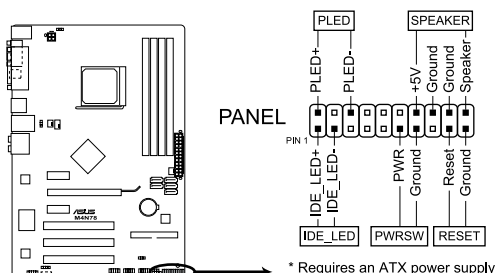 PLED
SPEAKER
PLED+
PLED-
+5V
Ground
Ground
Speaker
PANEL
PIN 1
IDE_LED+
IDE_LED-
PWR
Ground
Reset
Ground
IDE_LED
PWRSW
RESET
ASUS
M4N78
* Requires an ATX power supply